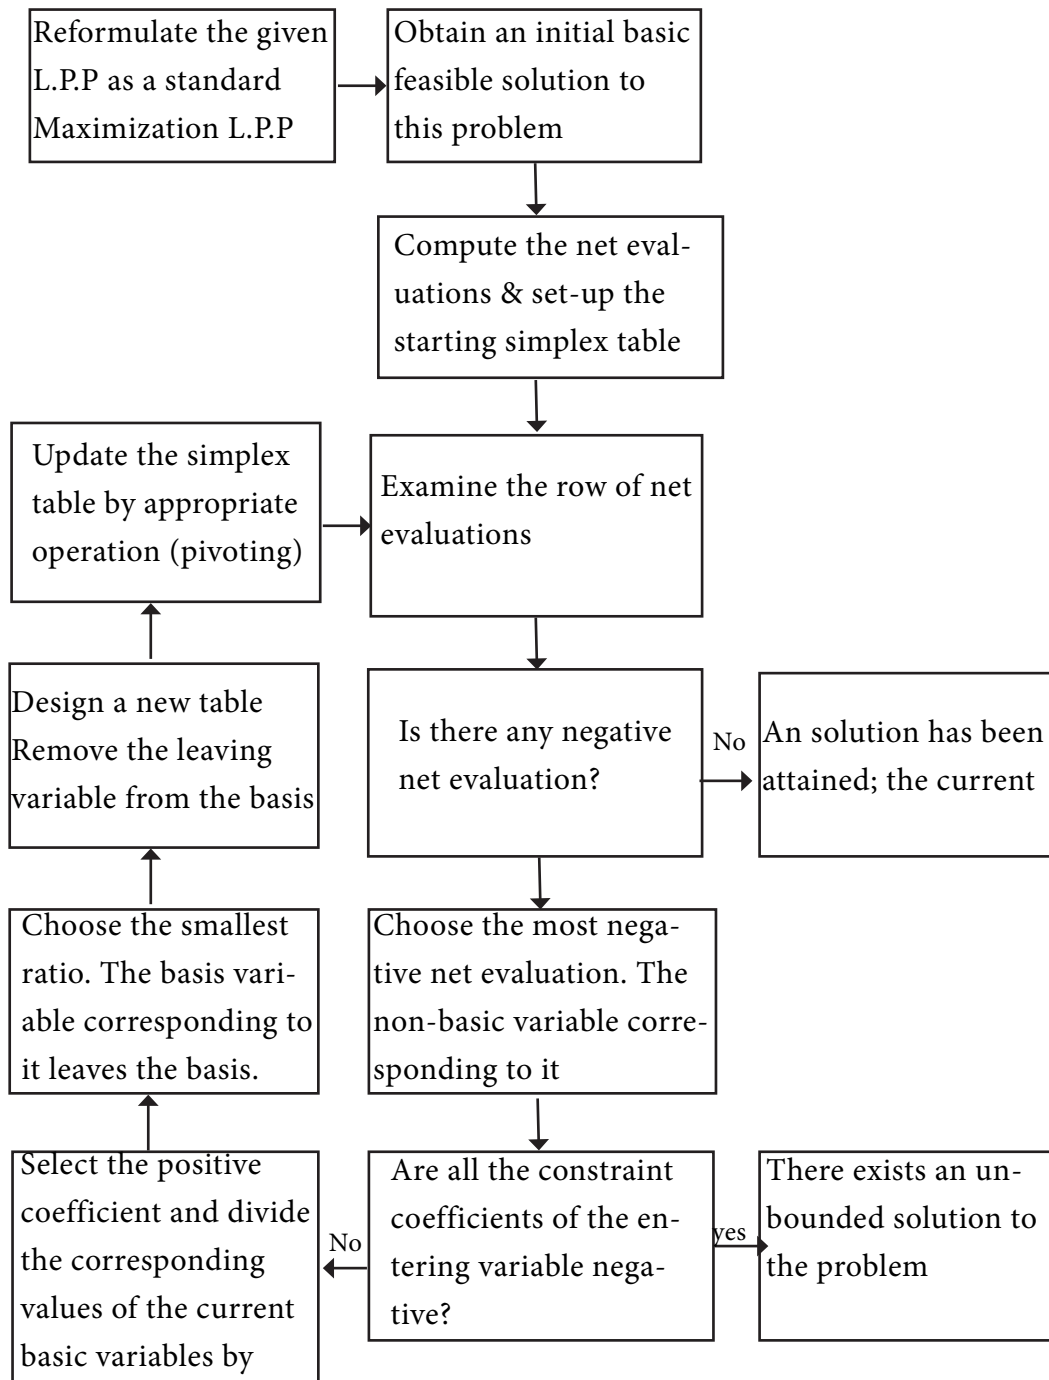 Reformulate the given
L.P.P as a standard
Maximization L.P.P
Obtain an initial basic
feasible solution to
this problem
Compute the net eval-
uations & set-up the
starting simplex table
Update the simplex
table by appropriate
operation (pivoting)
Examine the row of net
evaluations
Design a new table
Remove the leaving
variable from the basis
Is there any negative
net evaluation?
No
An solution has been
attained; the current
Choose the smallest
ratio. The basis vari-
able corresponding to
it leaves the basis.
Choose the most nega-
tive net evaluation. The
non-basic variable corre-
sponding to it
Select the positive
coefficient and divide
the corresponding
values of the current
basic variables by
No
Are all the constraint
coefficients of the en-
tering variable nega-
tive?
yes
There exists an un-
bounded solution to
the problem